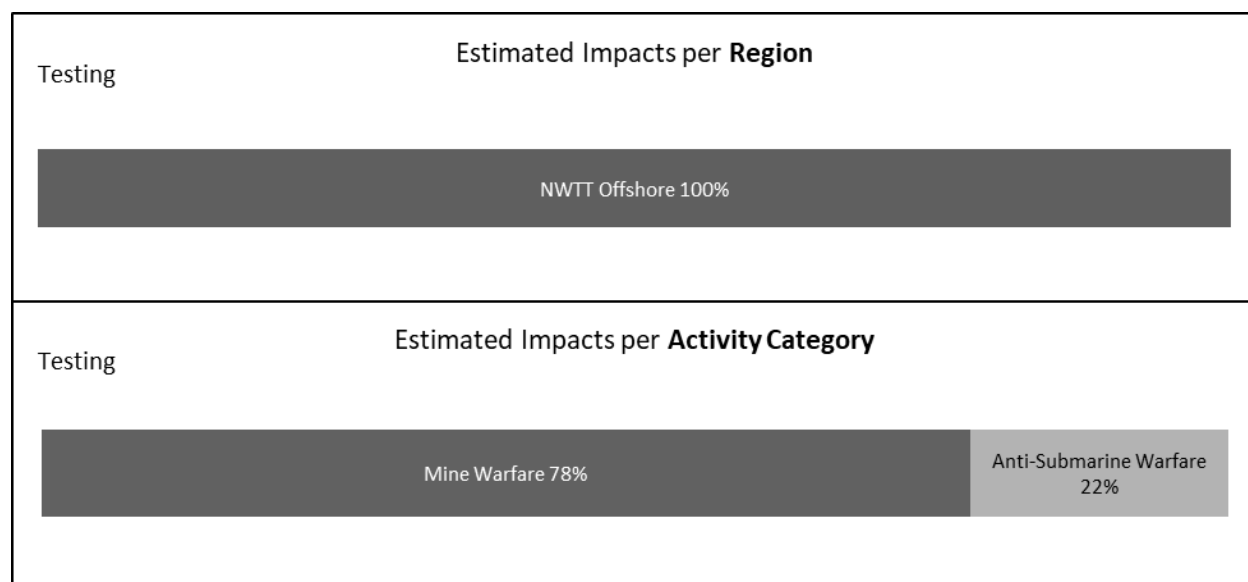 Estimated Impacts per Region
Testing
NWTT Offshore 100%
Estimated Impacts per Activity Category
Testing
Mine Warfare 78%
Anti-Submarine Warfare
22%